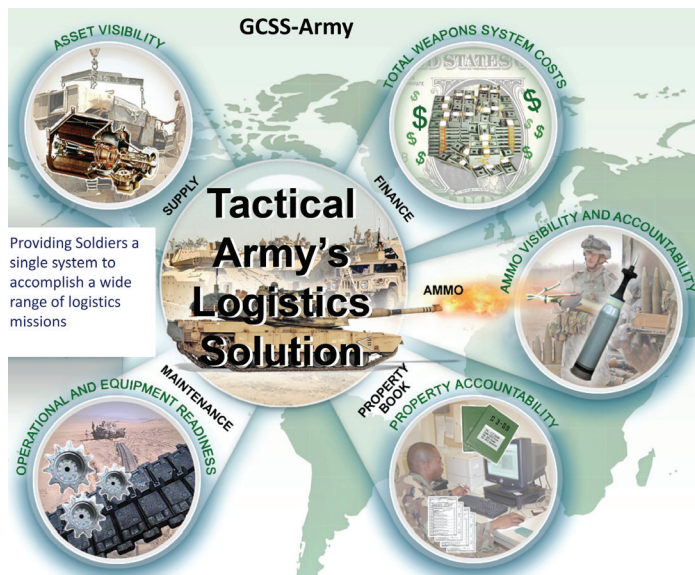 GCSS-Army
ASSET VISIBILITY
TOTAL WEAPONS SYSTEM COSTS
SUPPLY
FINANCE
Tactical
Army's
Logistics
Solution
Providing Soldiers a
single system to
accomplish a wide
range of logistics
missions
AMMO
AMMO VISIBILITY AND ACCOUNTABILITY
MAINTENANCE
PROPERTY
BOOK
OPERATIONAL AND EQUIPMENT READINESS
PROPERTY ACCOUNTABILITY